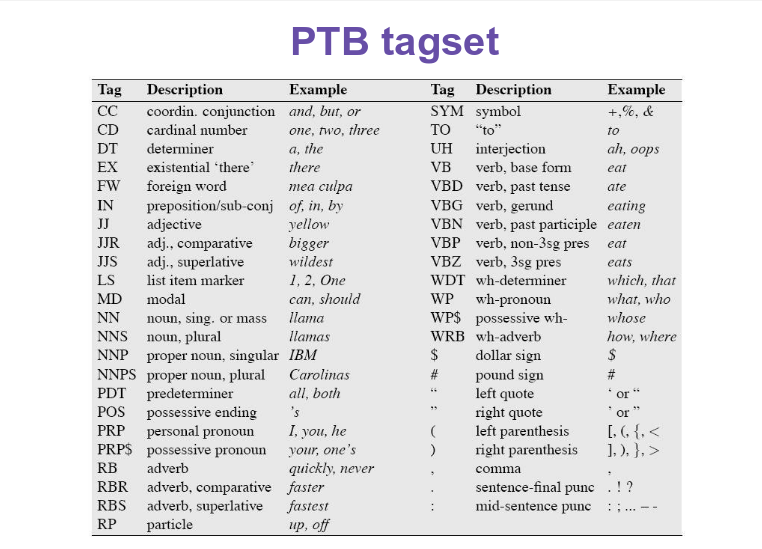 PTB tagset
Tag Description Example Tag Description Example
CC coordin. conjunction and, but, or SYM symbol +,%, &
CD cardinal number one, two, three TO “to” to
DT determiner a, the UH interjection ah, oops
EX existential ‘there’ there VB verb, base form eat
FW foreign word mea culpa VBD verb, past tense ate
IN preposition/sub-conj of, in, by VBG verb, gerund eating
JJ adjective yellow VBN verb, past participle eaten
JJR adj., comparative bigger VBP verb, non-3sg pres eat
JJS adj., superlative wildest VBZ verb, 3sg pres eats
LS list item marker 1, 2, One WDT wh-determiner which, that
MD modal can, should WP wh-pronoun what, who
NN noun, sing. or mass llama WP$ possessive wh- whose
NNS noun, plural llamas WRB wh-adverb how, where
NNP proper noun, singular IBM $ dollar sign $
NNPS proper noun, plural Carolinas # pound sign #
PDT predeterminer all, both “ left quote ‘ or “
POS possessive ending ’s ” right quote ’ or ”
PRP personal pronoun I, you, he ( left parenthesis [, (, {, <
PRP$ possessive pronoun your, one’s ) right parenthesis ], ), }, >
RB adverb quickly, never , comma ,
RBR adverb, comparative faster . sentence-final punc . ! ?
RBS adverb, superlative fastest : mid-sentence punc : ; ... – -
RP particle up, off